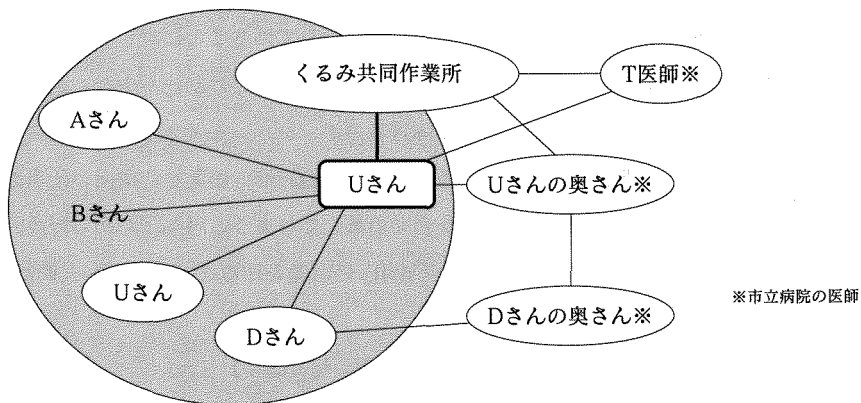 くるみ共同作業所
T医師※
Aさん
Uさん
Uさんの奥さん※
Bさん
Uさん
Dさん
Dさんの奥さん※
※市立病院の医師